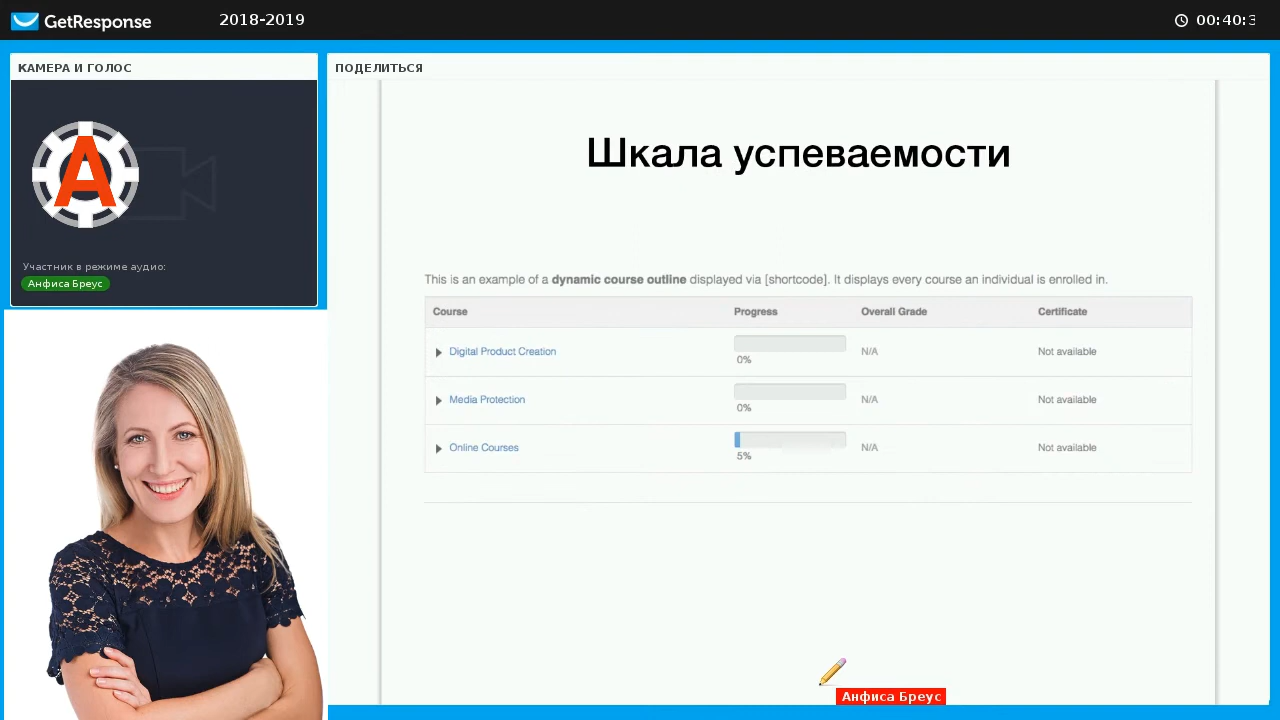 GetResponse
2018-2019
00:40:3
КАМЕРА И ГОЛОС
A
Участник в режиме аудио:
Анфиса Бреус
ПОДЕЛИТЬСЯ
Шкала успеваемости
This is an example of a dynamic course outline displayed via [shortcode]. It displays every course an individual is enrolled in.
Course Progress Overall Grade Certificate
Digital Product Creation 0% N/A Not available
Media Protection 0% N/A Not available
Online Courses 5% N/A Not available
Анфиса Бреус